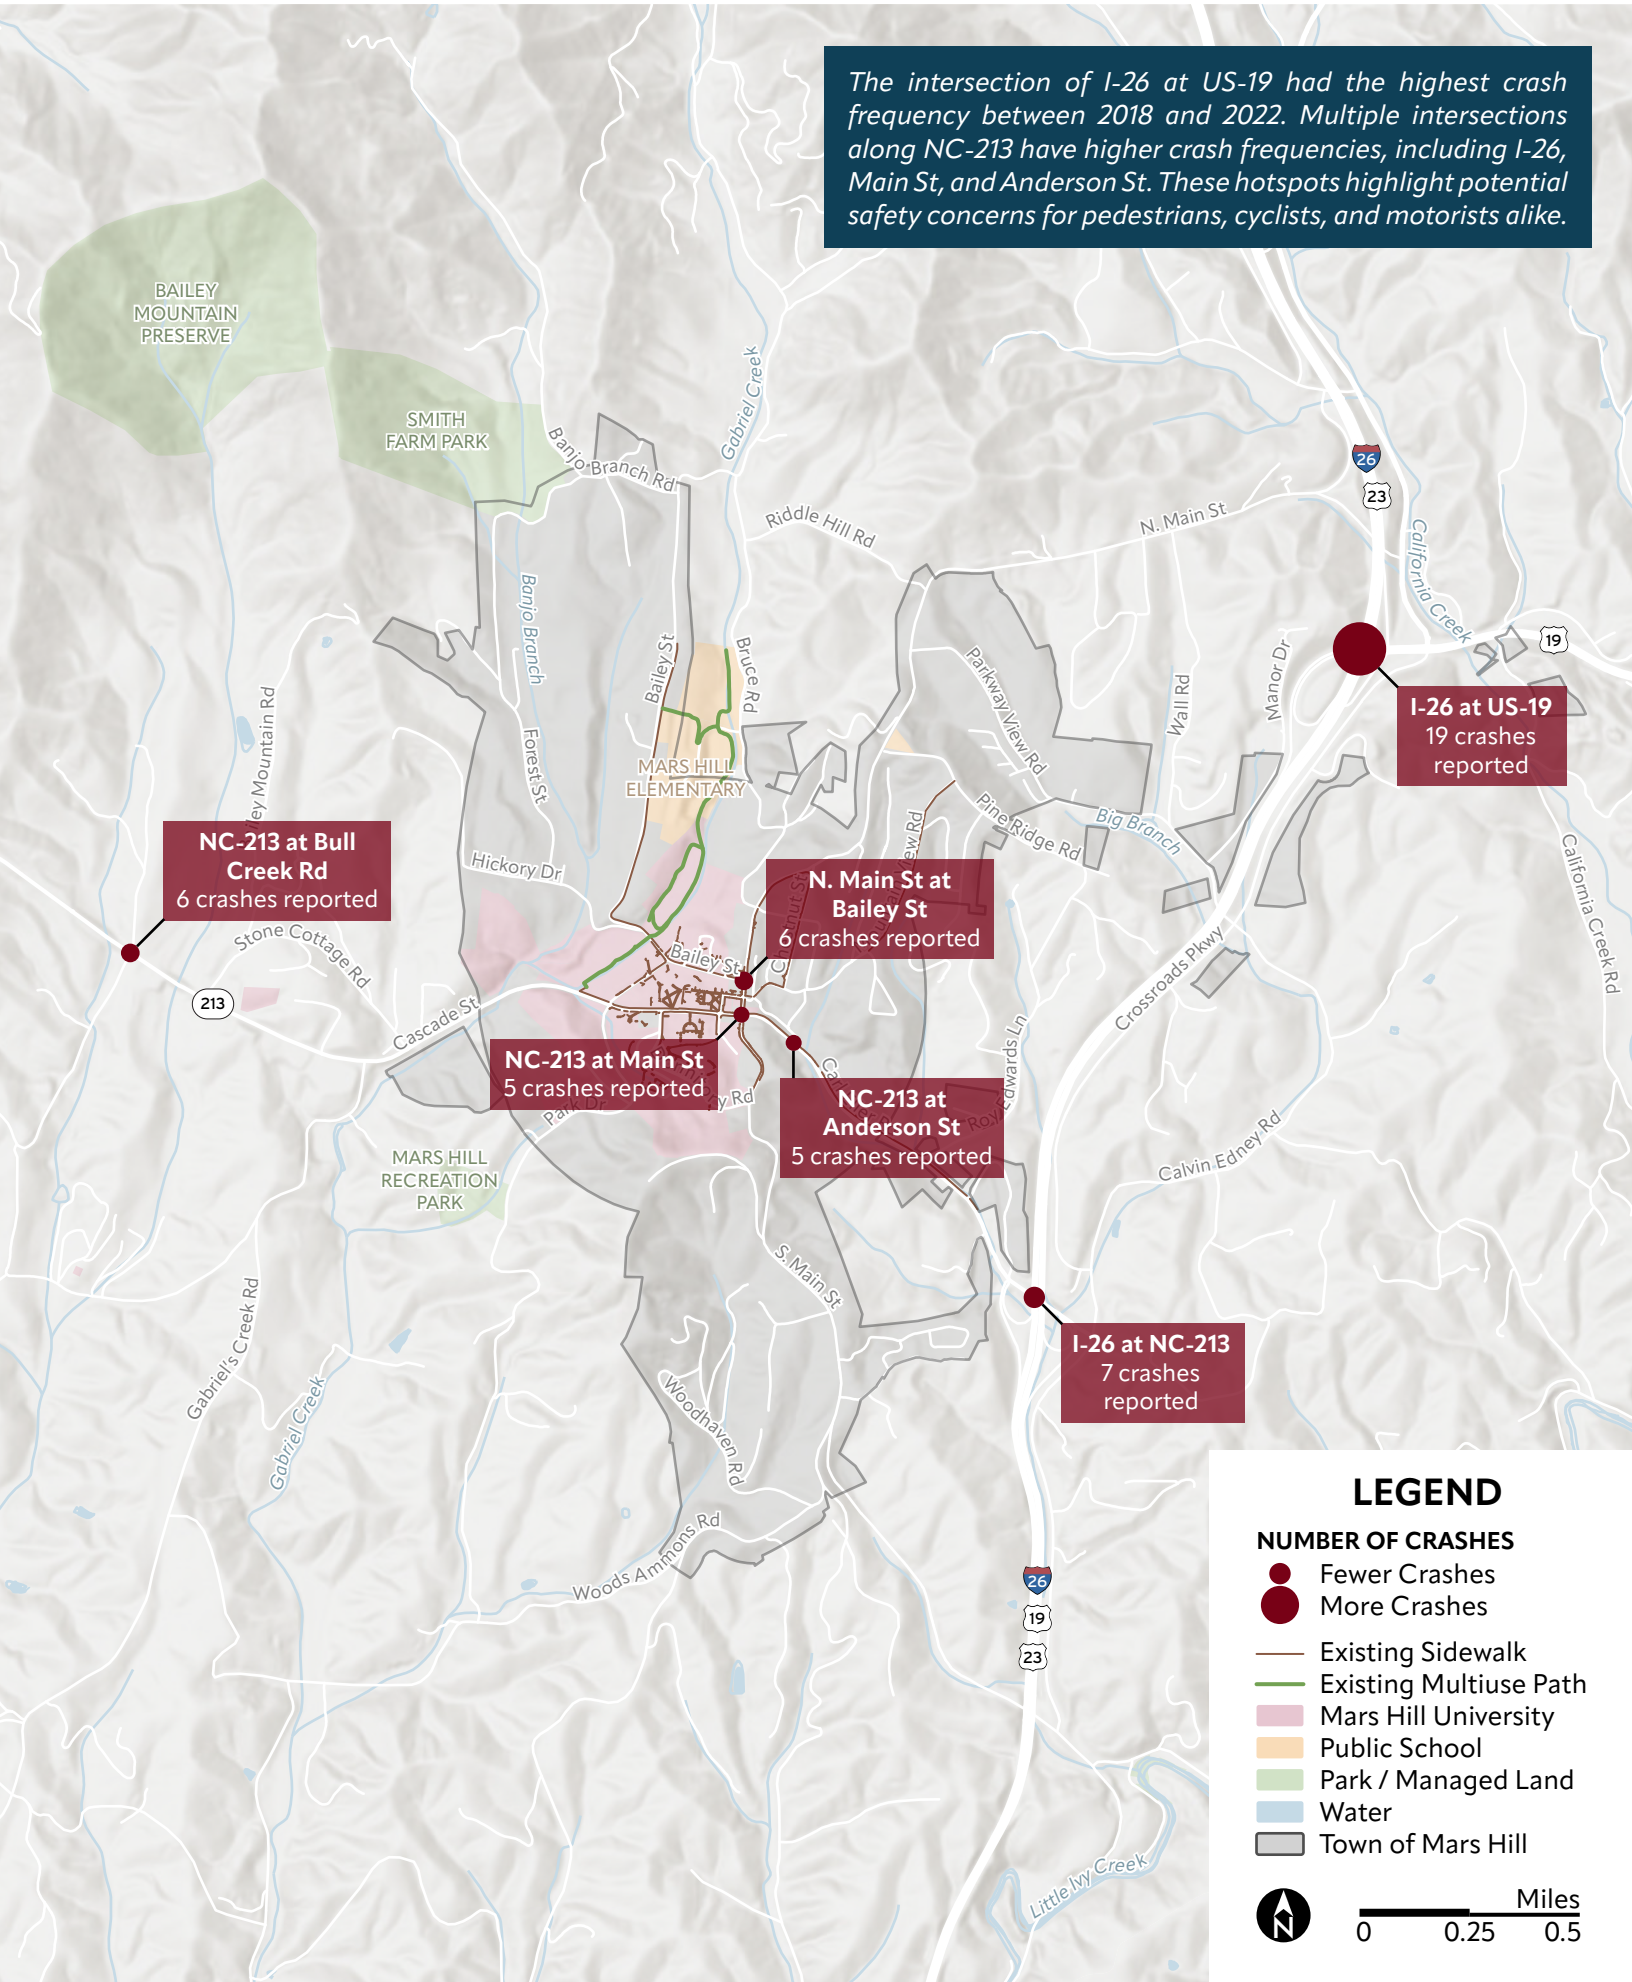 The intersection of I-26 at US-19 had the highest crash
frequency between 2018 and 2022. Multiple intersections
along NC-213 have higher crash frequencies, including I-26,
Main St, and Anderson St. These hotspots highlight potential
safety concerns for pedestrians, cyclists, and motorists alike.
BAILEY
MOUNTAIN
PRESERVE
SMITH
FARM PARK
Gabriel Creek
Banjo Branch Rd
26
23
Riddle Hill Rd
N. Main St
California Creek
Banjo Branch
Bailey St
Bruce Rd
Parkway View Rd
Wall Rd
Manor Dr
19
I-26 at US-19
19 crashes
reported
Mountain Rd
Forest St
MARS HILL
ELEMENTARY
Pine Ridge Rd
Big Branch
NC-213 at Bull
Creek Rd
6 crashes reported
Hickory Dr
View Rd
N. Main St at
Bailey St
6 crashes reported
California Creek Rd
Stone Cottage Rd
Bailey St
Crossroads Pkwy
213
Cascade St
NC-213 at Main St
5 crashes reported
Park Dr
Rd
NC-213 at
Anderson St
5 crashes reported
Roy Edwards Ln
Calvin Edney Rd
MARS HILL
RECREATION
PARK
S. Main St
Gabriel's Creek Rd
I-26 at NC-213
7 crashes
reported
Gabriel Creek
Woodhaven Rd
Woods Ammons Rd
26
19
23
Little Ivy Creek
LEGEND
NUMBER OF CRASHES
Fewer Crashes
More Crashes
Existing Sidewalk
Existing Multiuse Path
Mars Hill University
Public School
Park / Managed Land
Water
Town of Mars Hill
N
Miles
0 0.25 0.5